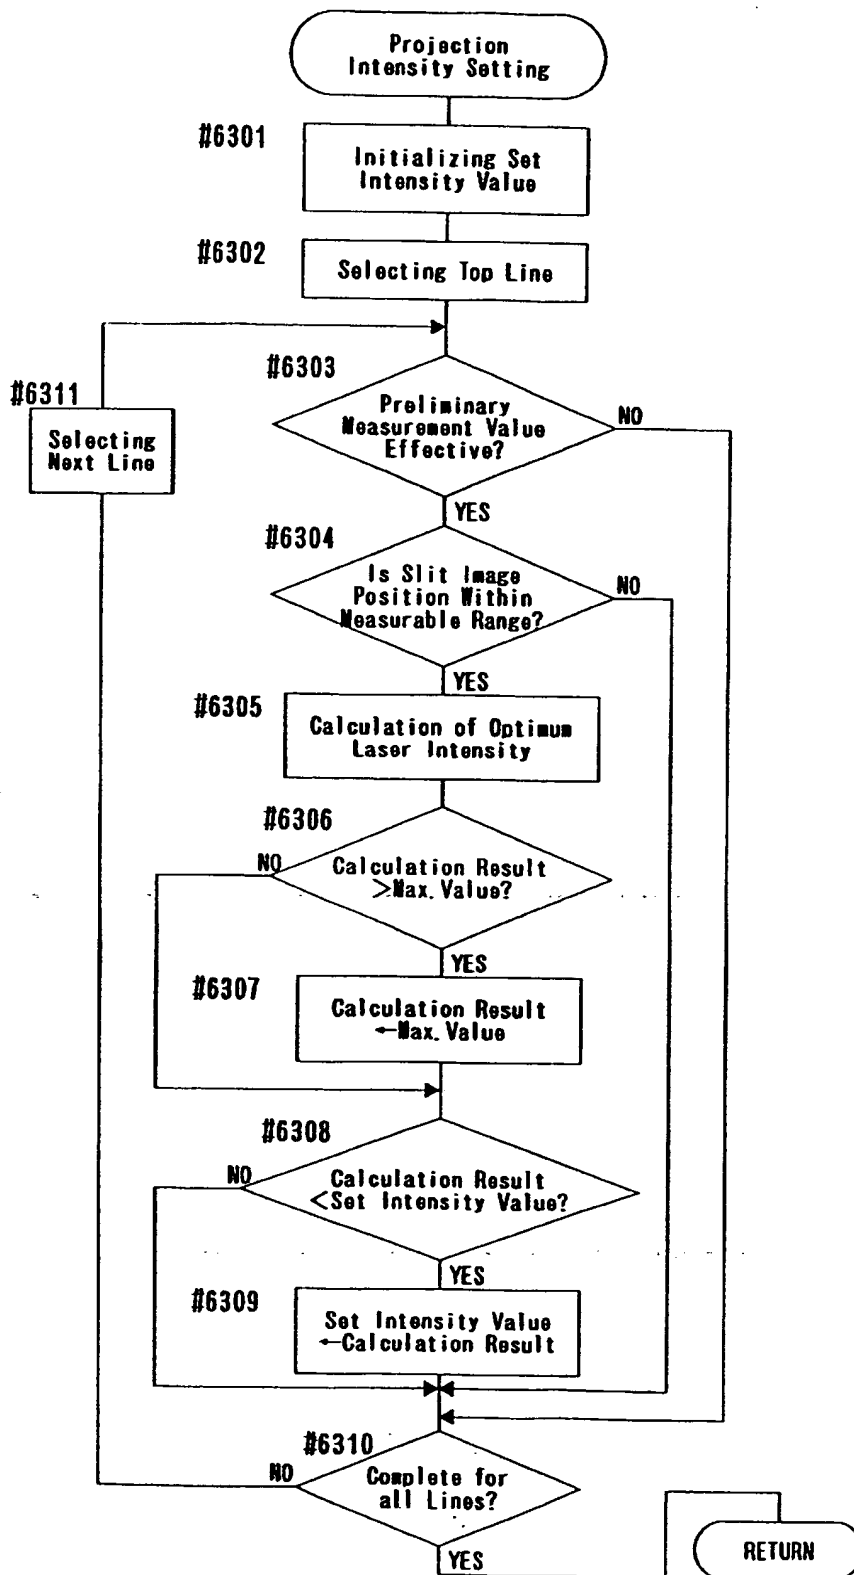 Projection
Intensity Setting
#6301
Initializing Set
Intensity Value
#6302
Selecting Top Line
#6303
Preliminary
Measurement Value
Effective?
NO
#6311
Selecting
Next Line
YES
#6304
Is Slit Image
Position Within
Measurable Range?
NO
YES
#6305
Calculation of Optimum
Laser Intensity
#6306
NO
Calculation Result
>Max. Value?
YES
#6307
Calculation Result
←Max. Value
#6308
NO
Calculation Result
<Set Intensity Value?
YES
#6309
Set Intensity Value
←Calculation Result
#6310
NO
Complete for
all Lines?
YES
RETURN